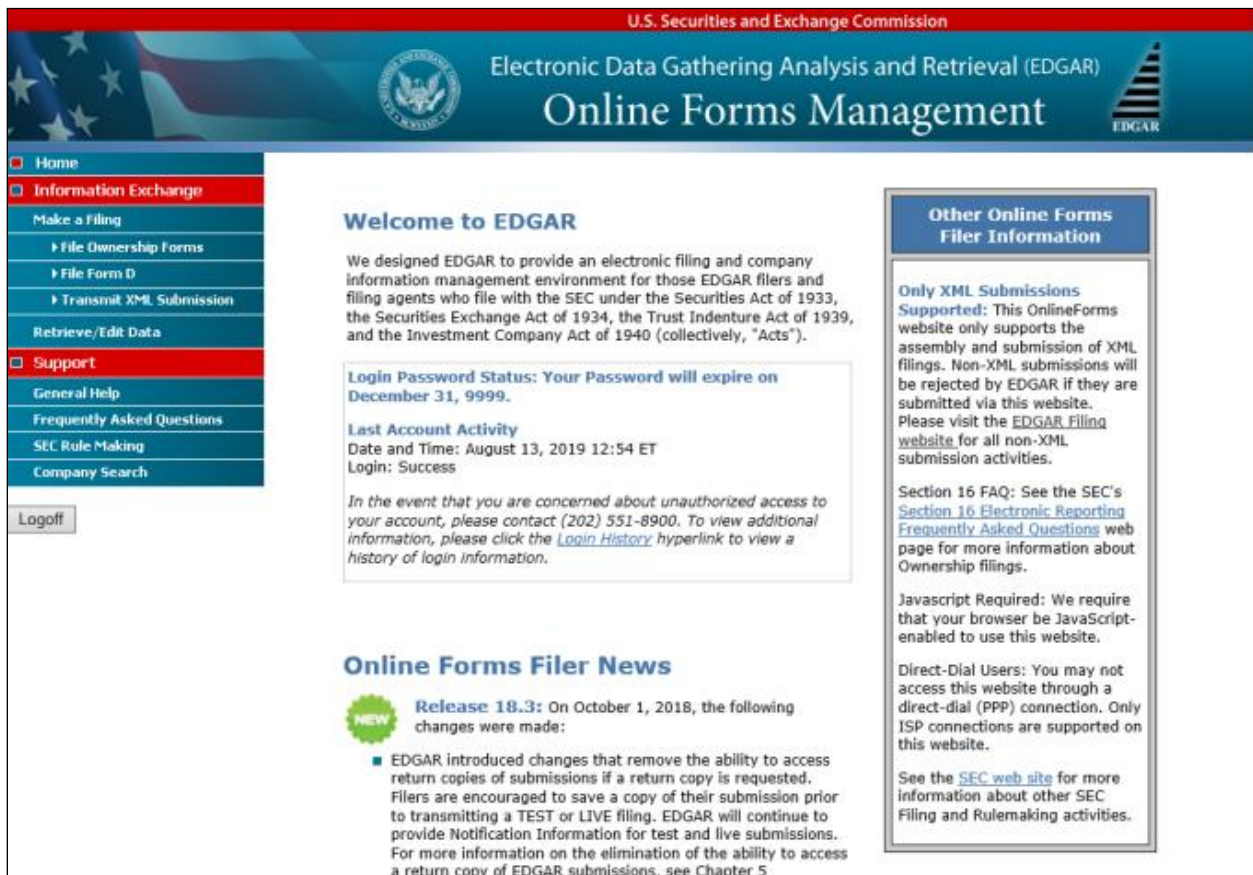 U.S. Securities and Exchange Commission
Electronic Data Gathering Analysis and Retrieval (EDGAR)
Online Forms Management
EDGAR
Home
Information Exchange
Make a Filing
File Ownership Forms
File Form D
Transmit XML Submission
Retrieve/Edit Data
Support
General Help
Frequently Asked Questions
SEC Rule Making
Company Search
Logoff
Welcome to EDGAR
We designed EDGAR to provide an electronic filing and company
information management environment for those EDGAR filers and
filing agents who file with the SEC under the Securities Act of 1933,
the Securities Exchange Act of 1934, the Trust Indenture Act of 1939,
and the Investment Company Act of 1940 (collectively, "Acts").
Login Password Status: Your Password will expire on
December 31, 9999.
Last Account Activity
Date and Time: August 13, 2019 12:54 ET
Login: Success
In the event that you are concerned about unauthorized access to
your account, please contact (202) 551-8900. To view additional
information, please click the Login History hyperlink to view a
history of login information.
Online Forms Filer News
NEW
Release 18.3: On October 1, 2018, the following
changes were made:
EDGAR introduced changes that remove the ability to access
return copies of submissions if a return copy is requested.
Filers are encouraged to save a copy of their submission prior
to transmitting a TEST or LIVE filing. EDGAR will continue to
provide Notification Information for test and live submissions.
For more information on the elimination of the ability to access
a return copy of EDGAR submissions, see Chapter 5
Other Online Forms
Filer Information
Only XML Submissions
Supported: This OnlineForms
website only supports the
assembly and submission of XML
filings. Non-XML submissions will
be rejected by EDGAR if they are
submitted via this website.
Please visit the EDGAR Filing
website for all non-XML
submission activities.
Section 16 FAQ: See the SEC's
Section 16 Electronic Reporting
Frequently Asked Questions web
page for more information about
Ownership filings.
Javascript Required: We require
that your browser be JavaScript-
enabled to use this website.
Direct-Dial Users: You may not
access this website through a
direct-dial (PPP) connection. Only
ISP connections are supported on
this website.
See the SEC web site for more
information about other SEC
Filing and Rulemaking activities.